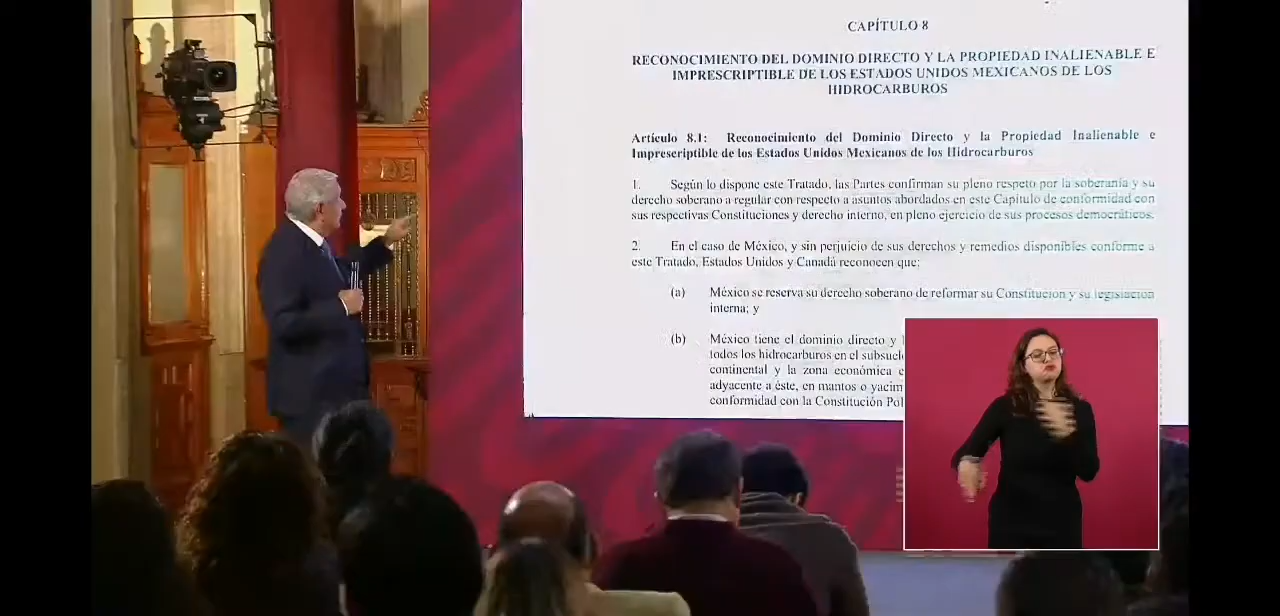 CAPÍTULO 8
RECONOCIMIENTO DEL DOMINIO DIRECTO Y LA PROPIEDAD INALIENABLE E
IMPRESCRIPTIBLE DE LOS ESTADOS UNIDOS MEXICANOS DE LOS
HIDROCARBUROS
Artículo 8.1: Reconocimiento del Dominio Directo y la Propiedad Inalienable e
Imprescriptible de los Estados Unidos Mexicanos de los Hidrocarburos
1. Según lo dispone este Tratado, las Partes confirman su pleno respeto por la soberanía y su
derecho soberano a regular con respecto a asuntos abordados en este Capítulo de conformidad con
sus respectivas Constituciones y derecho interno, en pleno ejercicio de sus procesos democráticos.
2. En el caso de México, y sin perjuicio de sus derechos y remedios disponibles conforme a
este Tratado, Estados Unidos y Canadá reconocen que:
(a) México se reserva su derecho soberano de reformar su Constitución y su legislación
interna; y
(b) México tiene el dominio directo y
todos los hidrocarburos en el
continental y la zona económica
adyacente a éste, en mantos o
conformidad con la Constitución